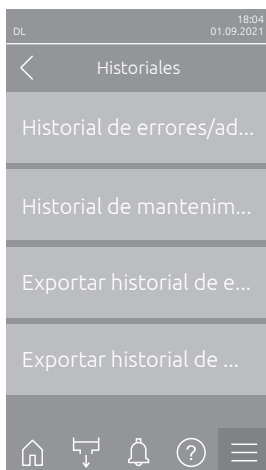 18:04
DL 01.09.2021
Historiales
Historial de errores/ad...
Historial de mantenim...
Exportar historial de e...
Exportar historial de ...
?